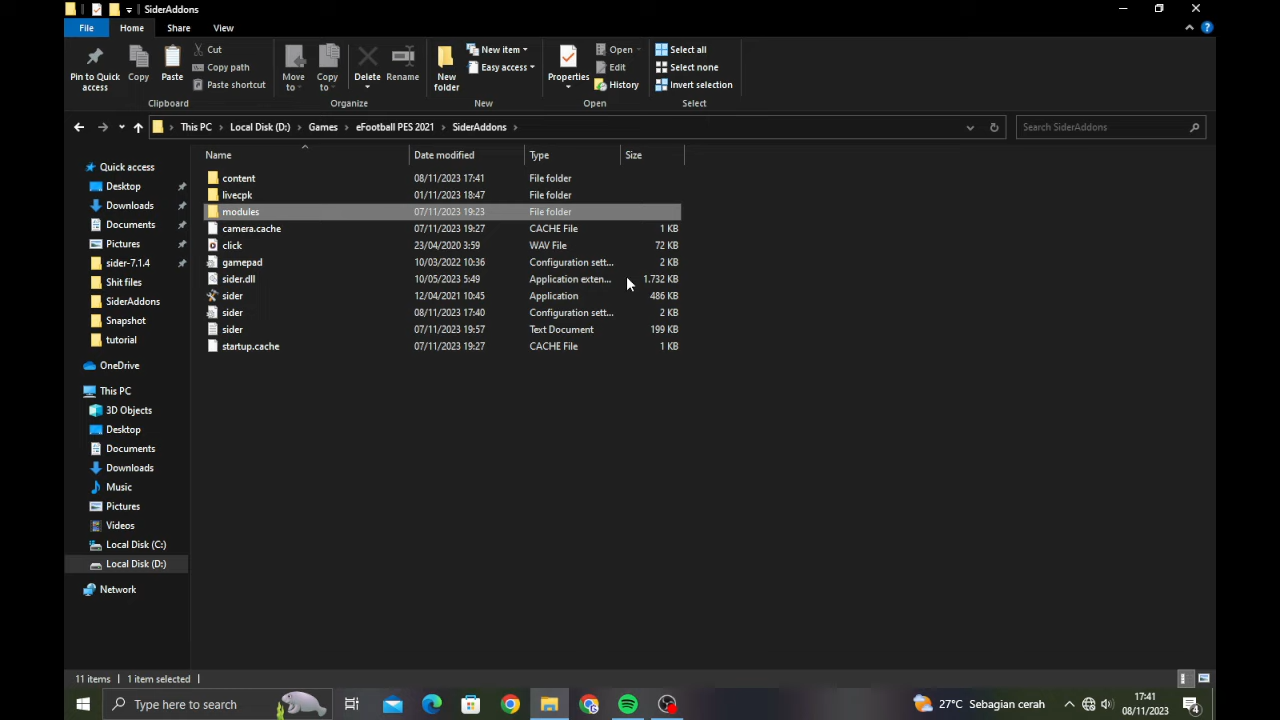 SiderAddons
File Home Share View
Pin to Quick access
Copy
Paste
Cut
Copy path
Paste shortcut
Clipboard
Move to
Copy to
Delete
Rename
Organize
New folder
New item
Easy access
New
Properties
Open
Edit
History
Open
Select all
Select none
Invert selection
Select
This PC > Local Disk (D:) > Games > eFootball PES 2021 > SiderAddons >
Search SiderAddons
Quick access
Desktop
Downloads
Documents
Pictures
sider-7.1.4
Shit files
SiderAddons
Snapshot
tutorial
OneDrive
This PC
3D Objects
Desktop
Documents
Downloads
Music
Pictures
Videos
Local Disk (C:)
Local Disk (D:)
Network
Name Date modified Type Size
content 08/11/2023 17:41 File folder
livecpk 01/11/2023 18:47 File folder
modules 07/11/2023 19:23 File folder
camera.cache 07/11/2023 19:27 CACHE File 1 KB
click 23/04/2020 3:59 WAV File 72 KB
gamepad 10/03/2022 10:36 Configuration sett... 2 KB
sider.dll 10/05/2023 5:49 Application exten... 1.732 KB
sider 12/04/2021 10:45 Application 486 KB
sider 08/11/2023 17:40 Configuration sett... 2 KB
sider 07/11/2023 19:57 Text Document 199 KB
startup.cache 07/11/2023 19:27 CACHE File 1 KB
11 items 1 item selected
Type here to search
27°C Sebagian cerah
17:41
08/11/2023
4